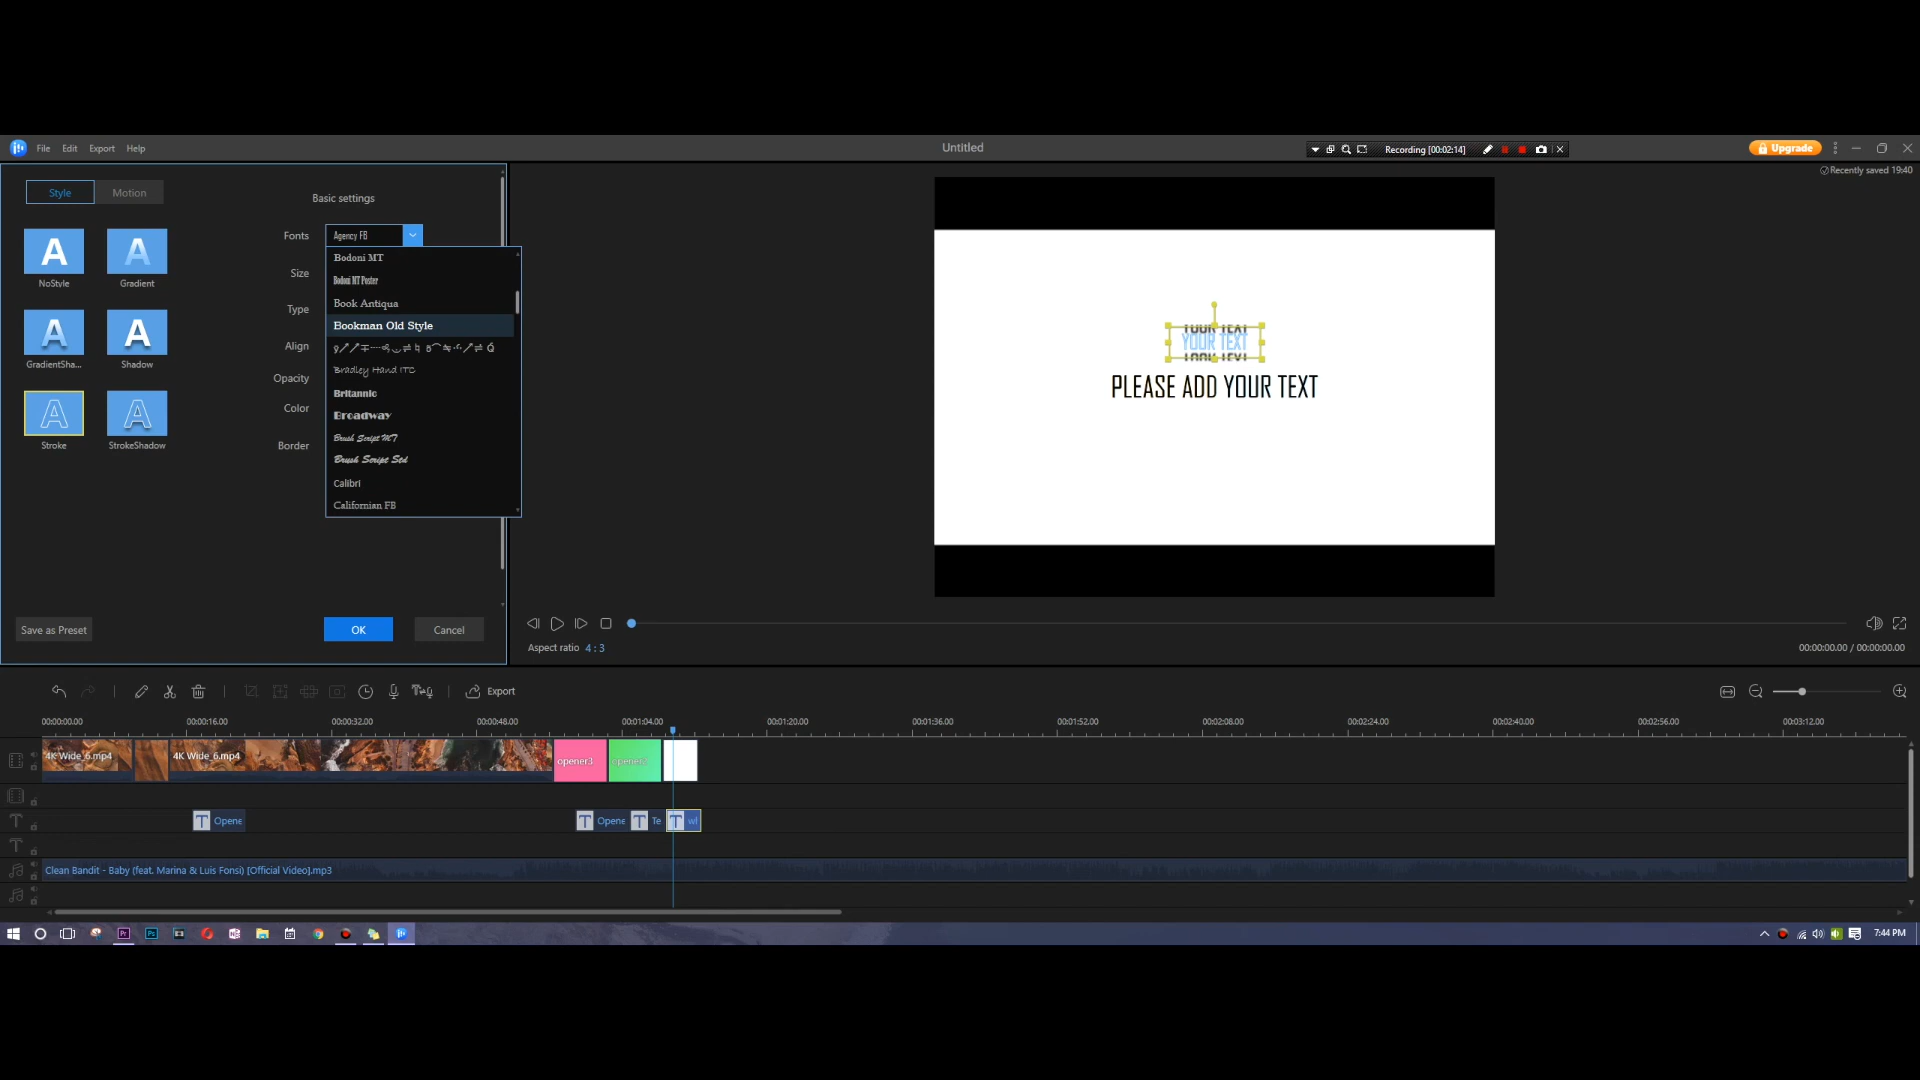 File Edit Export Help
Untitled
Recording [00:02:14]
Upgrade
Recently saved 19:40
Style Motion
Basic settings
Fonts Agency FB
Size
Type
Align
Opacity
Color
Border
NoStyle Gradient
GradientSha... Shadow
Stroke StrokeShadow
Bodoni MT
Bodoni MT Poster
Book Antiqua
Bookman Old Style
Bradley Hand ITC
Britannic
Broadway
Brush Script MT
Brush Script Std
Calibri
Californian FB
Save as Preset OK Cancel
YOUR TEXT
YOUR TEXT
YOUR TEXT
PLEASE ADD YOUR TEXT
Aspect ratio 4 : 3
00:00:00.00 / 00:00:00.00
Export
00:00:00.00 00:00:16.00 00:00:32.00 00:00:48.00 00:01:04.00 00:01:20.00 00:01:36.00 00:01:52.00 00:02:08.00 00:02:24.00 00:02:40.00 00:02:56.00 00:03:12.00
4K Wide_6.mp4 4K Wide_6.mp4 opener3
T Opene T Opene T Te T wl
Clean Bandit - Baby (feat. Marina & Luis Fonsi) [Official Video].mp3
7:44 PM